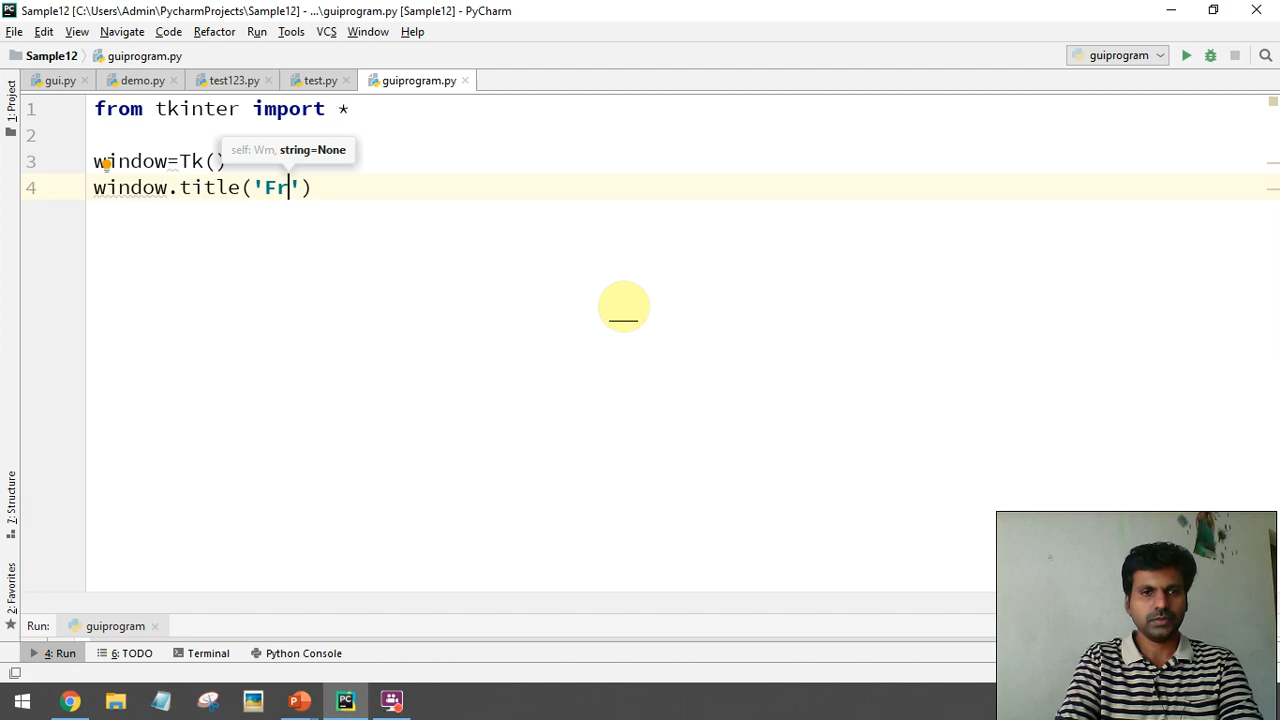 Sample12 [C:\Users\Admin\PycharmProjects\Sample12] - ...\guiprogram.py [Sample12] - PyCharm
File Edit View Navigate Code Refactor Run Tools VCS Window Help
Sample12 guiprogram.py guiprogram
gui.py demo.py test123.py test.py guiprogram.py
1: Project
1 from tkinter import *
2
self: Wm, string=None
3 window=Tk()
4 window.title('Fr')
7: Structure
2: Favorites
Run: guiprogram
4: Run 6: TODO Terminal Python Console